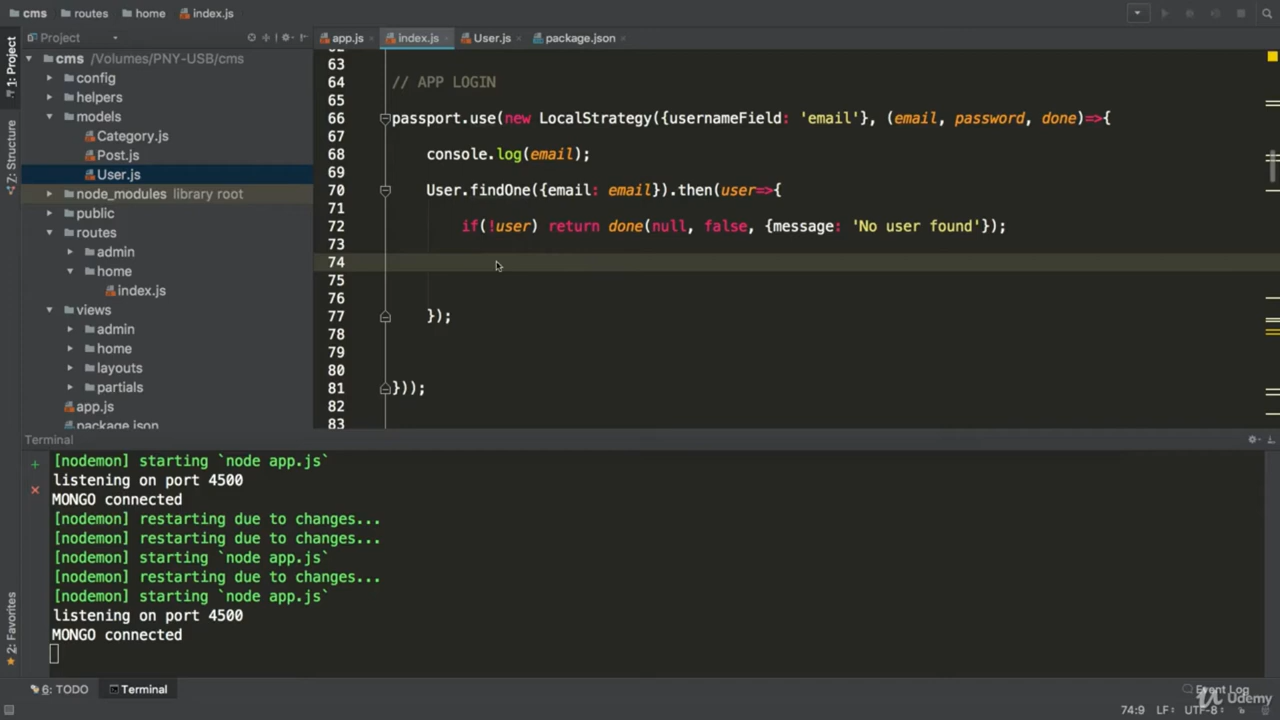 cms routes home index.js
Project
app.js index.js User.js package.json
1: Project
Z: Structure
2: Favorites
cms /Volumes/PNY-USB/cms
config
helpers
models
Category.js
Post.js
User.js
node_modules library root
public
routes
admin
home
index.js
views
admin
home
layouts
partials
app.js
package.json
63
64 // APP LOGIN
65
66 passport.use(new LocalStrategy({usernameField: 'email'}, (email, password, done)=>{
67
68 console.log(email);
69
70 User.findOne({email: email}).then(user=>{
71
72 if(!user) return done(null, false, {message: 'No user found'});
73
74
75
76
77 });
78
79
80
81 }));
82
83
Terminal
[nodemon] starting `node app.js`
listening on port 4500
MONGO connected
[nodemon] restarting due to changes...
[nodemon] restarting due to changes...
[nodemon] starting `node app.js`
[nodemon] restarting due to changes...
[nodemon] starting `node app.js`
listening on port 4500
MONGO connected
6: TODO Terminal Event Log
Udemy
74:9 LF÷ UTF-8÷